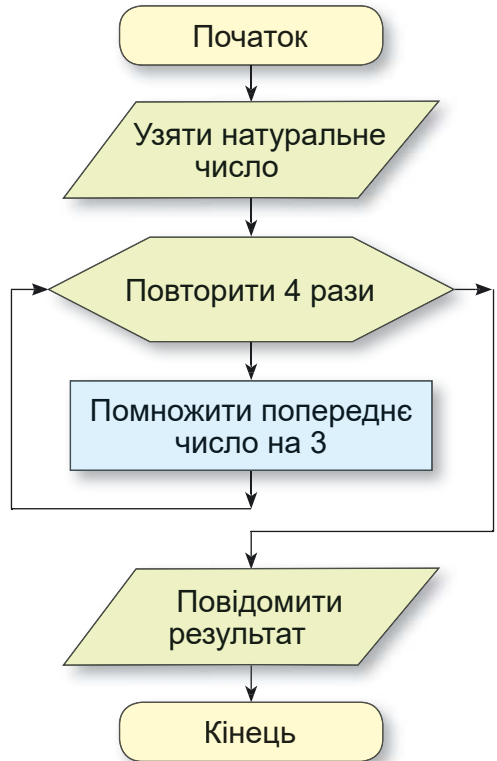 Початок
Узяти натуральне
число
Повторити 4 рази
Помножити попереднє
число на 3
Повідомити
результат
Кінець